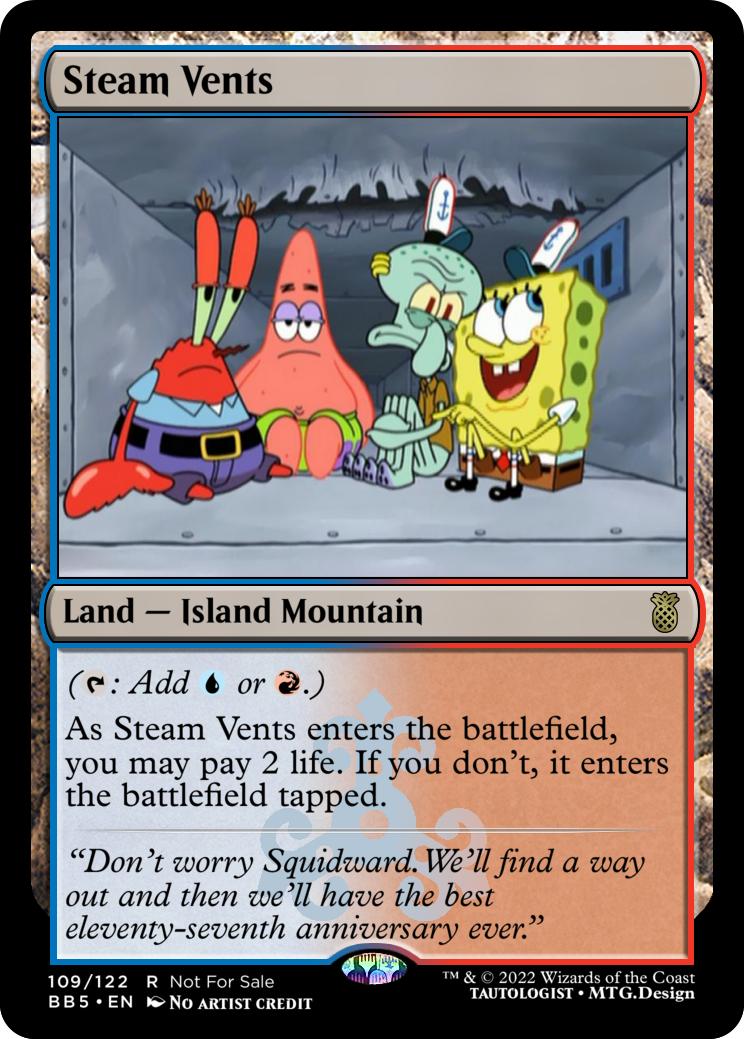 Steam Vents
Land — Island Mountain
(: Add  or .)
As Steam Vents enters the battlefield,
you may pay 2 life. If you don't, it enters
the battlefield tapped.
"Don't worry Squidward. We'll find a way
out and then we'll have the best
eleventy-seventh anniversary ever."
109/122 R Not For Sale
BB5 • EN No artist credit
™ & © 2022 Wizards of the Coast
TAUTOLOGIST • MTG.Design